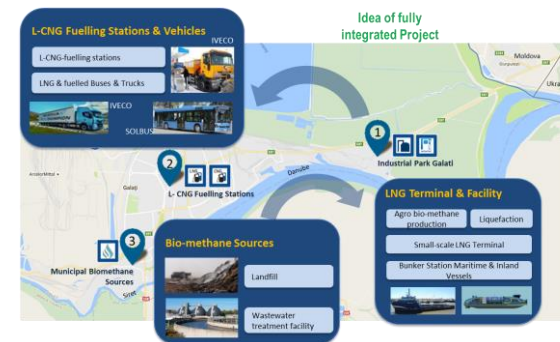 Idea of fully
integrated Project
L-CNG Fuelling Stations & Vehicles
IVECO
L-CNG-fuelling stations
LNG & fuelled Buses & Trucks
IVECO
SOLBUS
Moldova
1
Industrial Park Galati
2
L- CNG Fuelling Stations
Galați
Danube
3
Municipal Biomethane
Sources
Siret
Bio-methane Sources
Landfill
Wastewater
treatment facility
LNG Terminal & Facility
Agro bio-methane
production
Liquefaction
Small-scale LNG Terminal
Bunker Station Maritime & Inland
Vessels